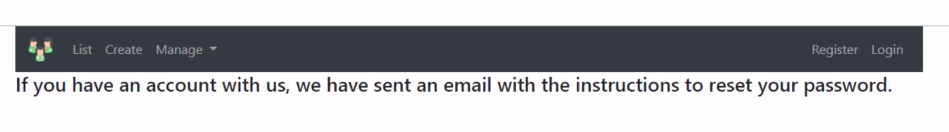 List Create Manage Register Login
If you have an account with us, we have sent an email with the instructions to reset your password.